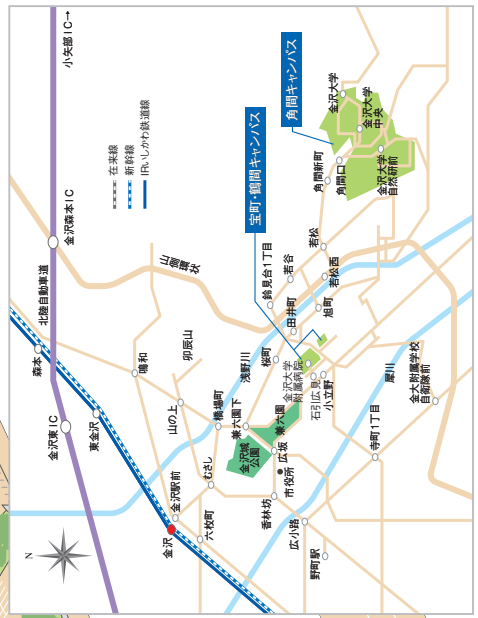 小矢部IC→
金沢森本IC
北陸自動車道
金沢東IC
在来線
新幹線
IRいしかわ鉄道線
山側環状
森本
東金沢
金沢
金沢駅前
鳴和
卯辰山
山の上
橋場町
兼六園下
むさし
六枚町
浅野川
桜町
鈴見台1丁目
若谷
若松
若松西
田井町
旭町
宝町・鶴間キャンパス
角間キャンパス
金沢大学
金沢大学
中央
金沢大学
自然研前
角間新町
角間口
金沢大学
附属病院
石引広見
小立野
兼六園
金沢城
公園
広坂
市役所
香林坊
広小路
野町駅
寺町1丁目
犀川
金大附属学校
自衛隊前
N